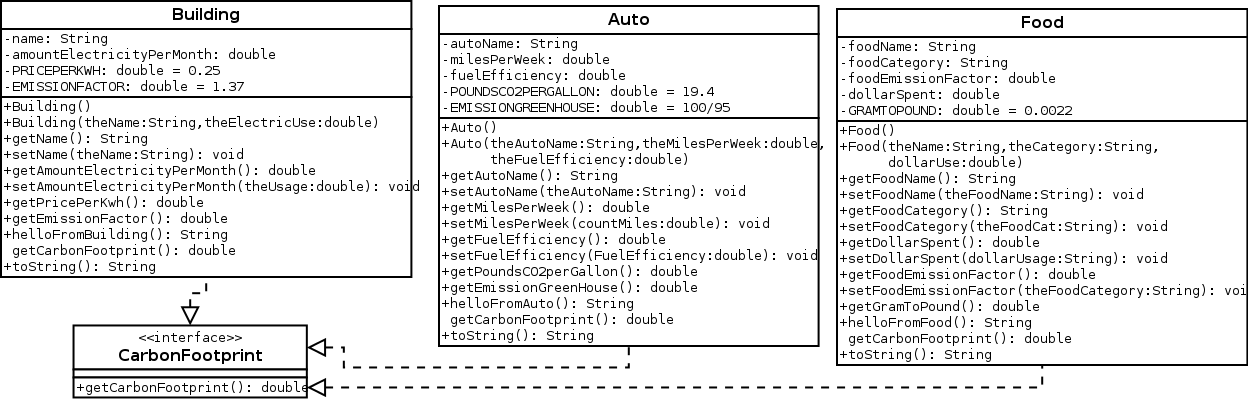 Building
-name: String
-amountElectricityPerMonth: double
-PRICEPERKWH: double = 0.25
-EMISSIONFACTOR: double = 1.37
+Building()
+Building(theName:String,theElectricUse:double)
+getName(): String
+setName(theName:String): void
+getAmountElectricityPerMonth(): double
+setAmountElectricityPerMonth(theUsage:double): void
+getPricePerKwh(): double
+getEmissionFactor(): double
+helloFromBuilding(): String
getCarbonFootprint(): double
+toString(): String
Auto
-autoName: String
-milesPerWeek: double
-fuelEfficiency: double
-POUNDSCO2PERGALLON: double = 19.4
-EMISSIONGREENHOUSE: double = 100/95
+Auto()
+Auto(theAutoName:String,theMilesPerWeek:double,
theFuelEfficiency:double)
+getAutoName(): String
+setAutoName(theAutoName:String): void
+getMilesPerWeek(): double
+setMilesPerWeek(countMiles:double): void
+getFuelEfficiency(): double
+setFuelEfficiency(FuelEfficiency:double): void
+getPoundsCO2perGallon(): double
+getEmissionGreenHouse(): double
+helloFromAuto(): String
getCarbonFootprint(): double
+toString(): String
Food
-foodName: String
-foodCategory: String
-foodEmissionFactor: double
-dollarSpent: double
-GRAMTOPOUND: double = 0.0022
+Food()
+Food(theName:String,theCategory:String,
dollarUse:double)
+getFoodName(): String
+setFoodName(theFoodName:String): void
+getFoodCategory(): String
+setFoodCategory(theFoodCat:String): void
+getDollarSpent(): double
+setDollarSpent(dollarUsage:String): void
+getFoodEmissionFactor(): double
+setFoodEmissionFactor(theFoodCategory:String): voi
+getGramToPound(): double
+helloFromFood(): String
getCarbonFootprint(): double
+toString(): String
<<interface>>
CarbonFootprint
+getCarbonFootprint(): double